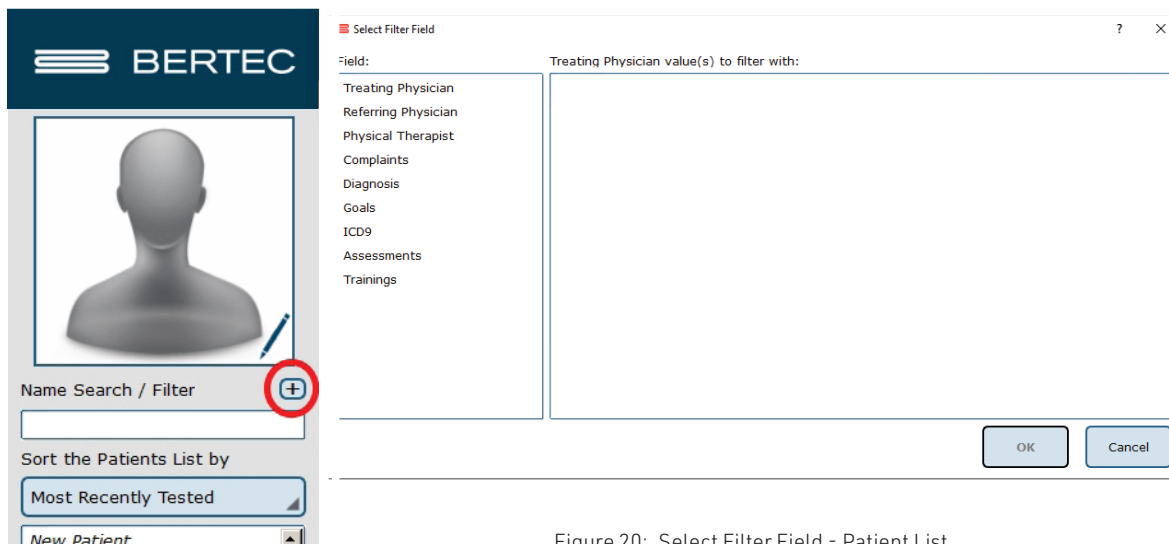 BERTEC
Name Search / Filter
Sort the Patients List by
Most Recently Tested
New Patient
Select Filter Field
? X
Field:
Treating Physician value(s) to filter with:
Treating Physician
Referring Physician
Physical Therapist
Complaints
Diagnosis
Goals
ICD9
Assessments
Trainings
OK
Cancel
Figure 20: Select Filter Field - Patient List